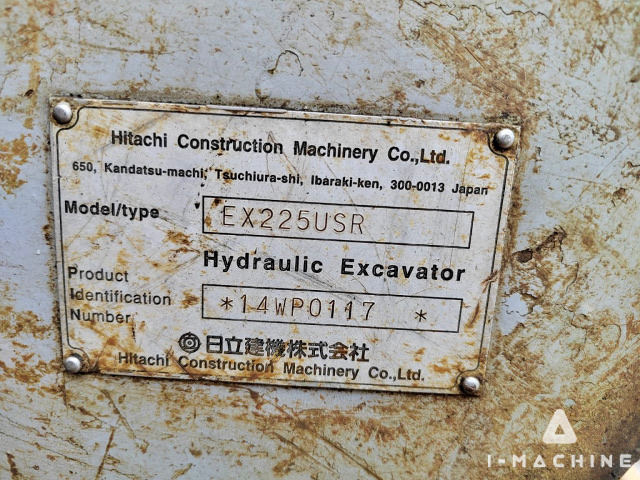 Hitachi Construction Machinery Co.,Ltd.
650, Kandatsu-machi, Tsuchiura-shi, Ibaraki-ken, 300-0013 Japan
Model/type EX225USR
Hydraulic Excavator
Product
Identification
Number *14WP0117 *
日立建機株式会社
Hitachi Construction Machinery Co.,Ltd.
I-MACHINE